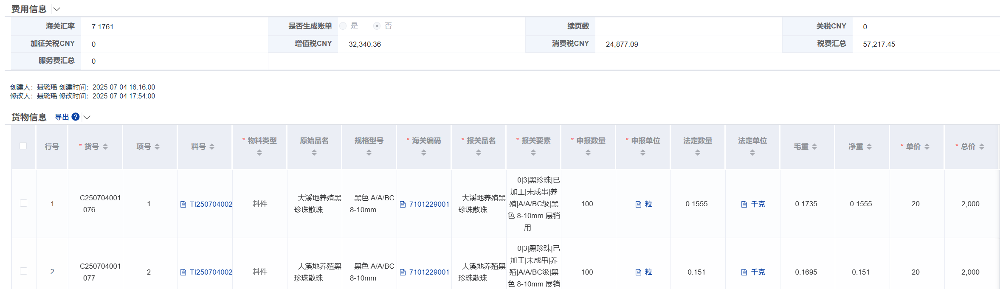 费用信息
海关汇率 7.1761 是否生成账单 是 否 续页数 关税CNY 0
加征关税CNY 0 增值税CNY 32,340.36 消费税CNY 24,877.09 税费汇总 57,217.45
服务费汇总 0
创建人：聂璐瑶 创建时间：2025-07-04 16:16:00
修改人：聂璐瑶 修改时间：2025-07-04 17:54:00
货物信息 导出 ?
行号 * 货号 项号 料号 * 物料类型 原始品名 规格型号 * 海关编码 * 报关品名 * 报关要素 * 申报数量 * 申报单位 法定数量 法定单位 毛重 净重 * 单价 * 总价
1
C250704001
076
1
TI250704002
料件
大溪地养殖黑
珍珠散珠
黑色 A/A/BC
8-10mm
7101229001
大溪地养殖黑
珍珠散珠
0|3|黑珍珠|已
加工|未成串|养
殖|A/A/BC级|黑
色 8-10mm 展销
用
100
粒
0.1555
千克
0.1735
0.1555
20
2,000
2
C250704001
077
2
TI250704002
料件
大溪地养殖黑
珍珠散珠
黑色 A/A/BC
8-10mm
7101229001
大溪地养殖黑
珍珠散珠
0|3|黑珍珠|已
加工|未成串|养
殖|A/A/BC级|黑
色 8-10mm 展销
100
粒
0.151
千克
0.1695
0.151
20
2,000